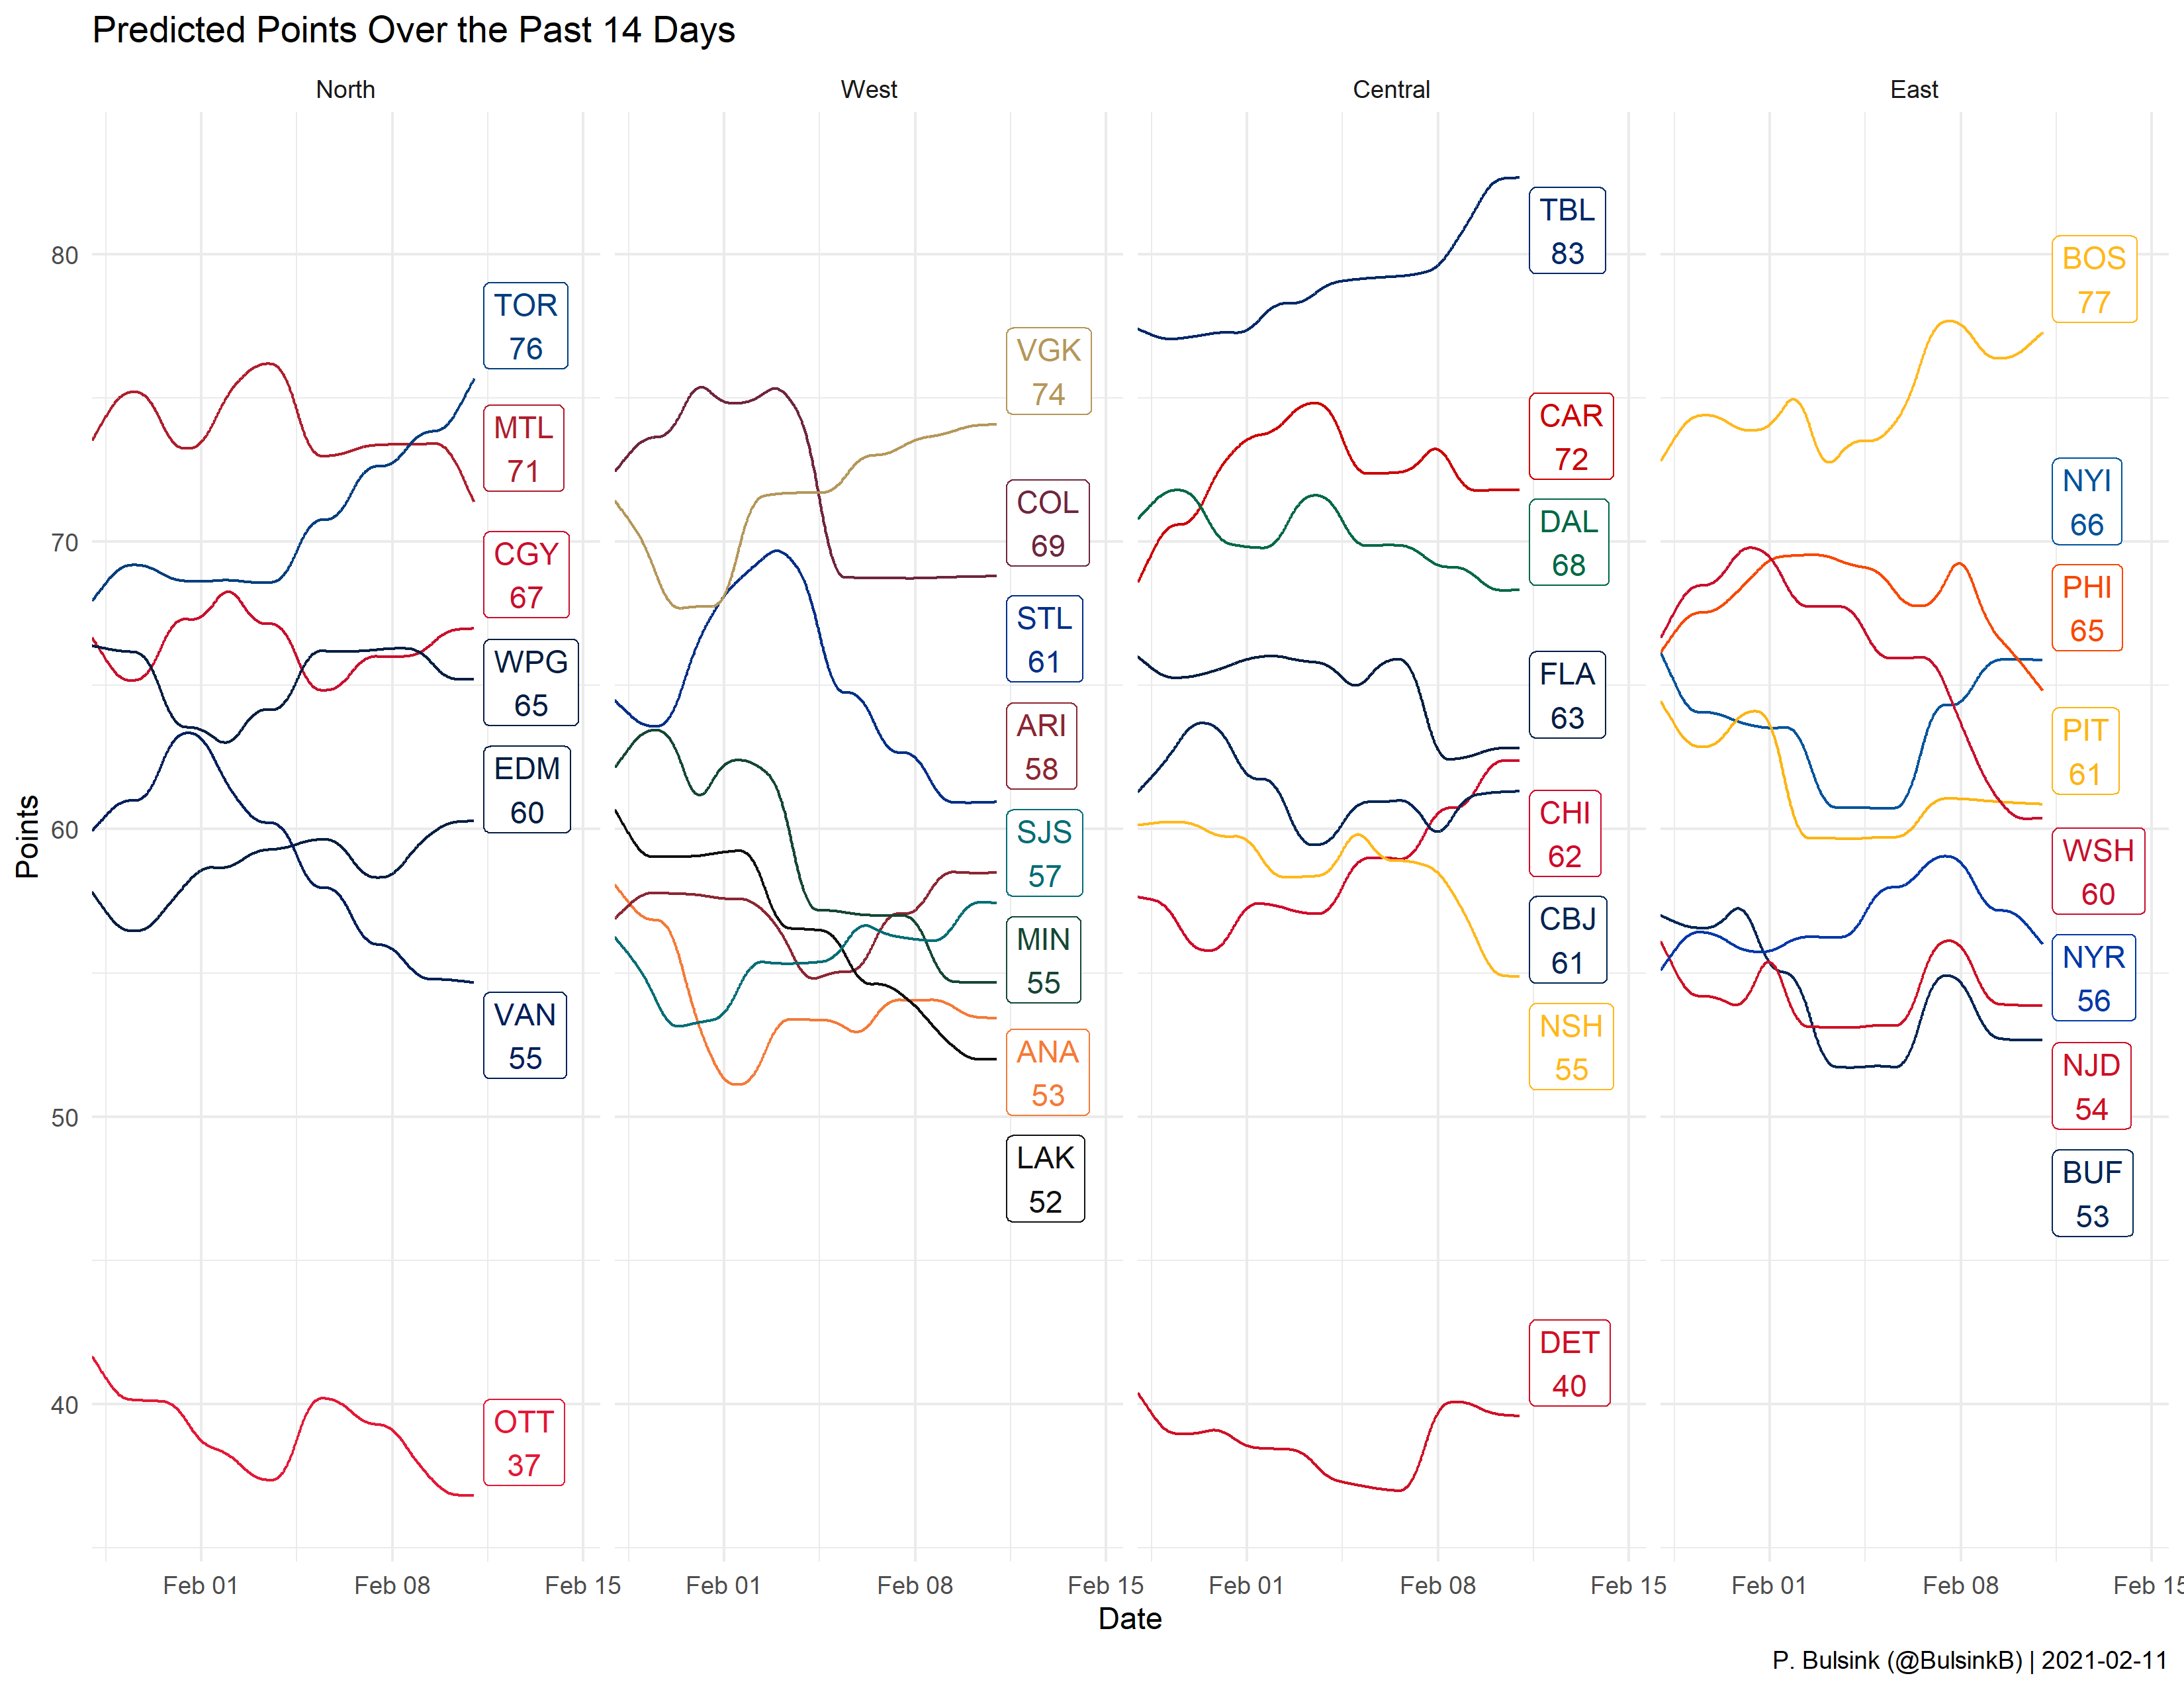 Predicted Points Over the Past 14 Days
North
West
Central
East
Points
80
70
60
50
40
TOR
76
MTL
71
CGY
67
WPG
65
EDM
60
VAN
55
OTT
37
VGK
74
COL
69
STL
61
ARI
58
SJS
57
MIN
55
ANA
53
LAK
52
TBL
83
CAR
72
DAL
68
FLA
63
CHI
62
CBJ
61
NSH
55
DET
40
BOS
77
NYI
66
PHI
65
PIT
61
WSH
60
NYR
56
NJD
54
BUF
53
Feb 01 Feb 08 Feb 15 Feb 01 Feb 08 Feb 15 Feb 01 Feb 08 Feb 15 Feb 01 Feb 08 Feb 15
Date
P. Bulsink (@BulsinkB) | 2021-02-11